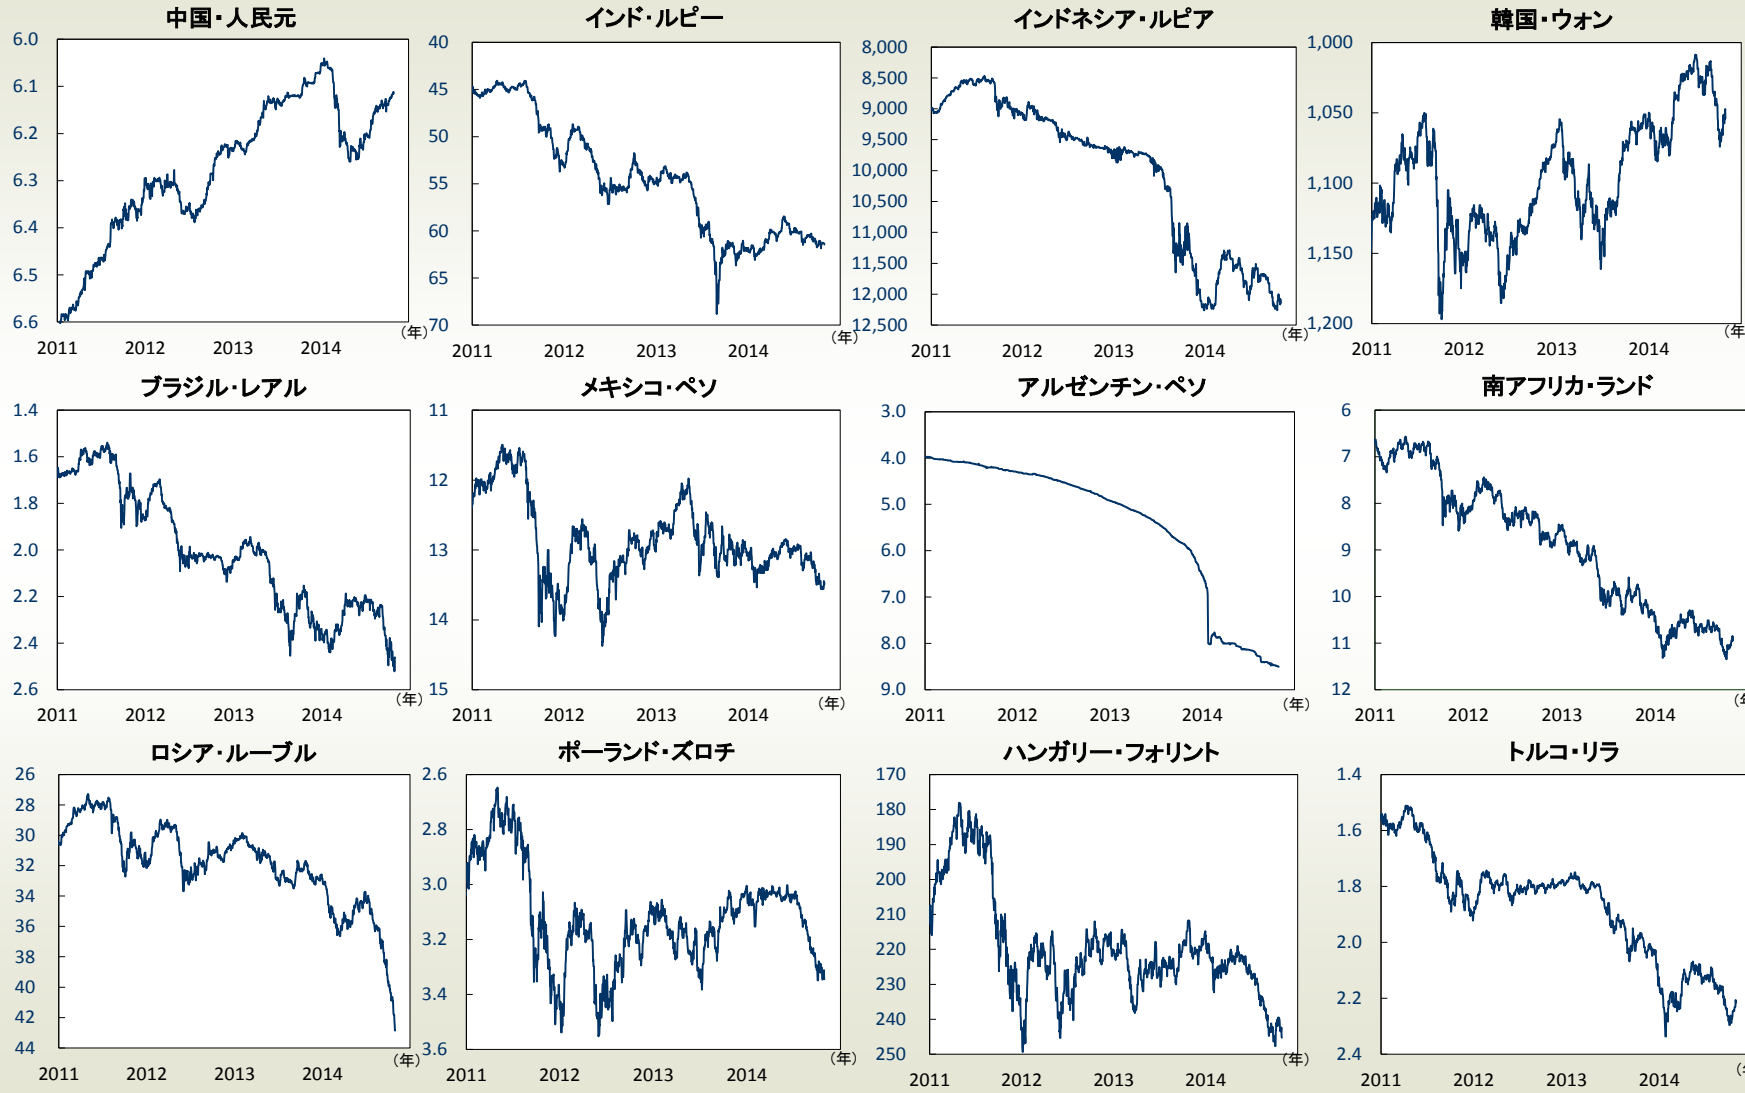 中国・人民元
6.0
6.1
6.2
6.3
6.4
6.5
6.6
(年)
2011 2012 2013 2014
インド・ルピー
40
45
50
55
60
65
70
(年)
2011 2012 2013 2014
インドネシア・ルピア
8,000
8,500
9,000
9,500
10,000
10,500
11,000
11,500
12,000
12,500
(年)
2011 2012 2013 2014
韓国・ウォン
1,000
1,050
1,100
1,150
1,200
(年
2011 2012 2013 2014
ブラジル・レアル
1.4
1.6
1.8
2.0
2.2
2.4
2.6
(年)
2011 2012 2013 2014
メキシコ・ペソ
11
12
13
14
15
(年)
2011 2012 2013 2014
アルゼンチン・ペソ
3.0
4.0
5.0
6.0
7.0
8.0
9.0
(年)
2011 2012 2013 2014
南アフリカ・ランド
6
7
8
9
10
11
12
(年
2011 2012 2013 2014
ロシア・ルーブル
26
28
30
32
34
36
38
40
42
44
(年)
2011 2012 2013 2014
ポーランド・ズロチ
2.6
2.8
3.0
3.2
3.4
3.6
(年)
2011 2012 2013 2014
ハンガリー・フォリント
170
180
190
200
210
220
230
240
250
(年)
2011 2012 2013 2014
トルコ・リラ
1.4
1.6
1.8
2.0
2.2
2.4
(年
2011 2012 2013 2014